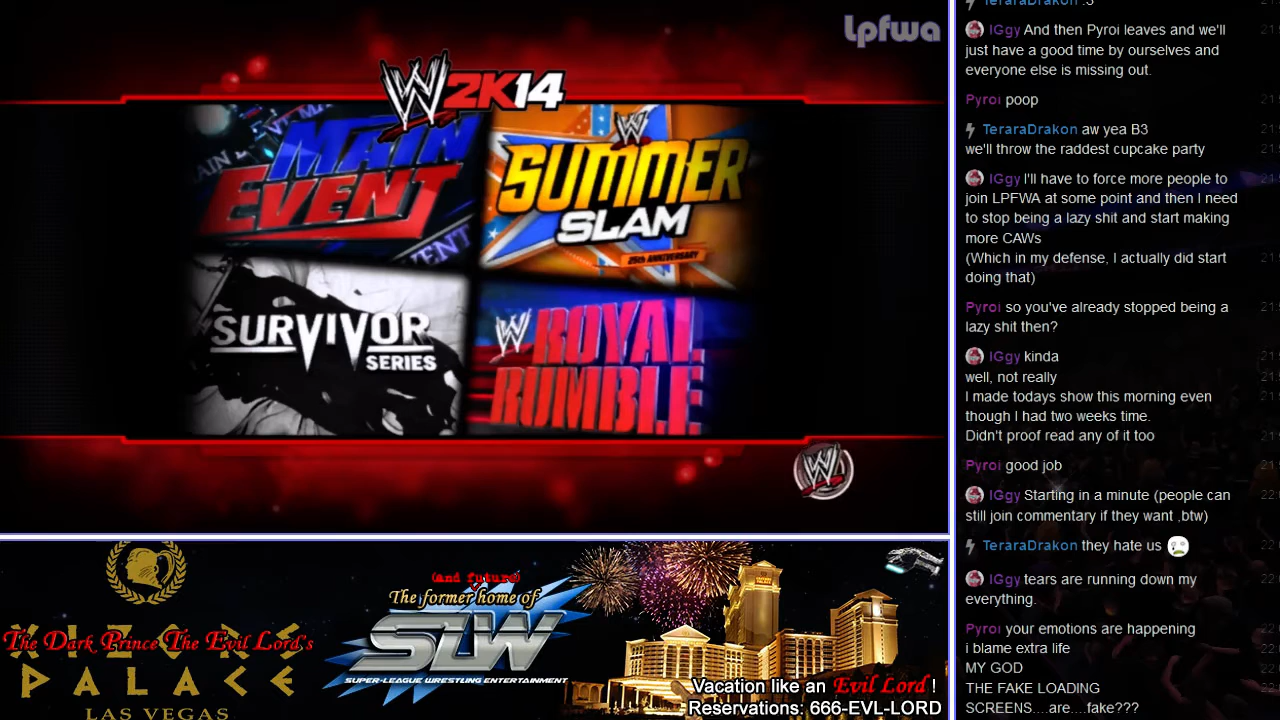 Lpfwa
W2K14
MAIN
EVENT
SUMMER
SLAM
25th ANNIVERSARY
SURVIVOR
SERIES
ROYAL
RUMBLE
(And future)
The former home of
SLW
SUPER-LEAGUE WRESTLING ENTERTAINMENT
The Dark Prince The Evil Lord's
PALACE
LAS VEGAS
Vacation like an Evil Lord !
Reservations: 666-EVL-LORD
TeraraDrakon :3
IGgy And then Pyroi leaves and we'll
just have a good time by ourselves and
everyone else is missing out.
Pyroi poop
TeraraDrakon aw yea B3
we'll throw the raddest cupcake party
IGgy I'll have to force more people to
join LPFWA at some point and then I need
to stop being a lazy shit and start making
more CAWs
(Which in my defense, I actually did start
doing that)
Pyroi so you've already stopped being a
lazy shit then?
IGgy kinda
well, not really
I made todays show this morning even
though I had two weeks time.
Didn't proof read any of it too
Pyroi good job
IGgy Starting in a minute (people can
still join commentary if they want .btw)
TeraraDrakon they hate us
IGgy tears are running down my
everything.
Pyroi your emotions are happening
i blame extra life
MY GOD
THE FAKE LOADING
SCREENS....are....fake???